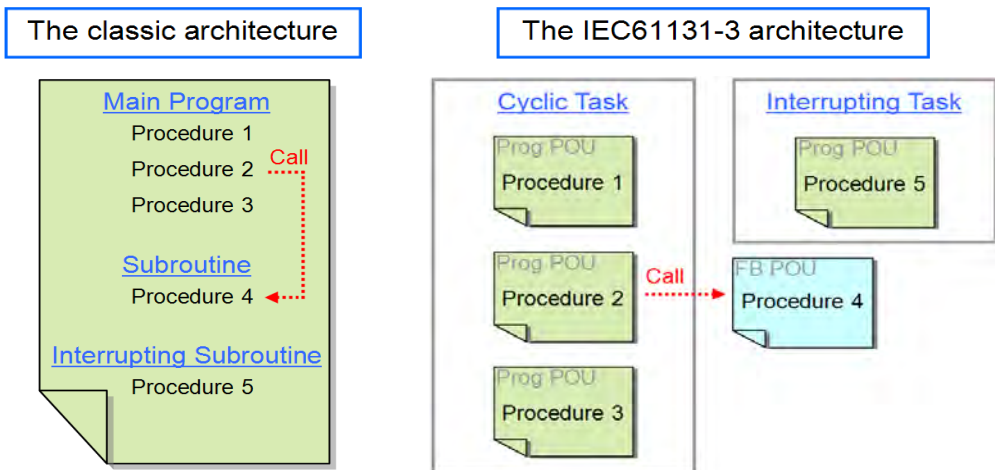 The classic architecture
Main Program
Procedure 1
Procedure 2
Call
Procedure 3
Subroutine
Procedure 4
Interrupting Subroutine
Procedure 5
The IEC61131-3 architecture
Cyclic Task
Prog POU
Procedure 1
Prog POU
Procedure 2
Call
Prog POU
Procedure 3
Interrupting Task
Prog POU
Procedure 5
FB POU
Procedure 4